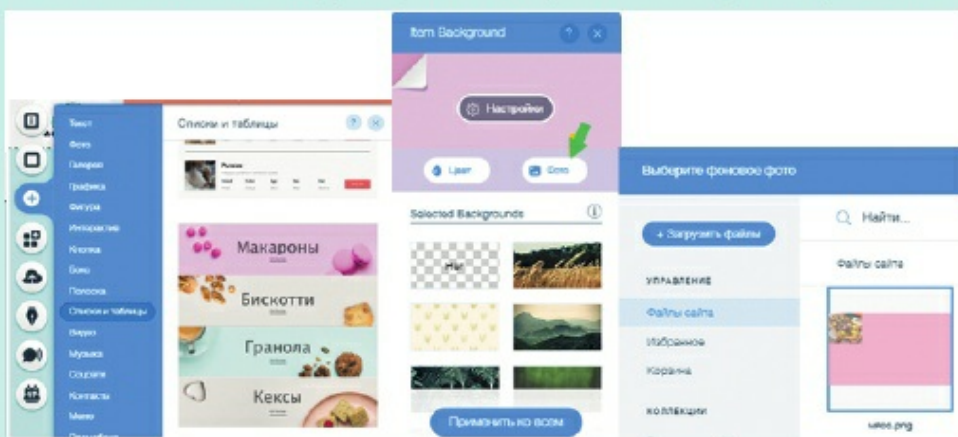 Текст
Фото
Галерея
Графика
Фигура
Интерактив
Кнопка
Бокс
Полоска
Списки и таблицы
Видео
Музыка
Соцсети
Контакты
Меню
Списки и таблицы
?
Макароны
Бискотти
Гранола
Кексы
Item Background
? ×
Настройки
Цвет
Фото
Selected Backgrounds
Применить ко всем
Выберите фоновое фото
+ Загрузить файлы
УПРАВЛЕНИЕ
Файлы сайта
Избранное
Корзина
КОЛЛЕКЦИИ
Найти...
Файлы сайта